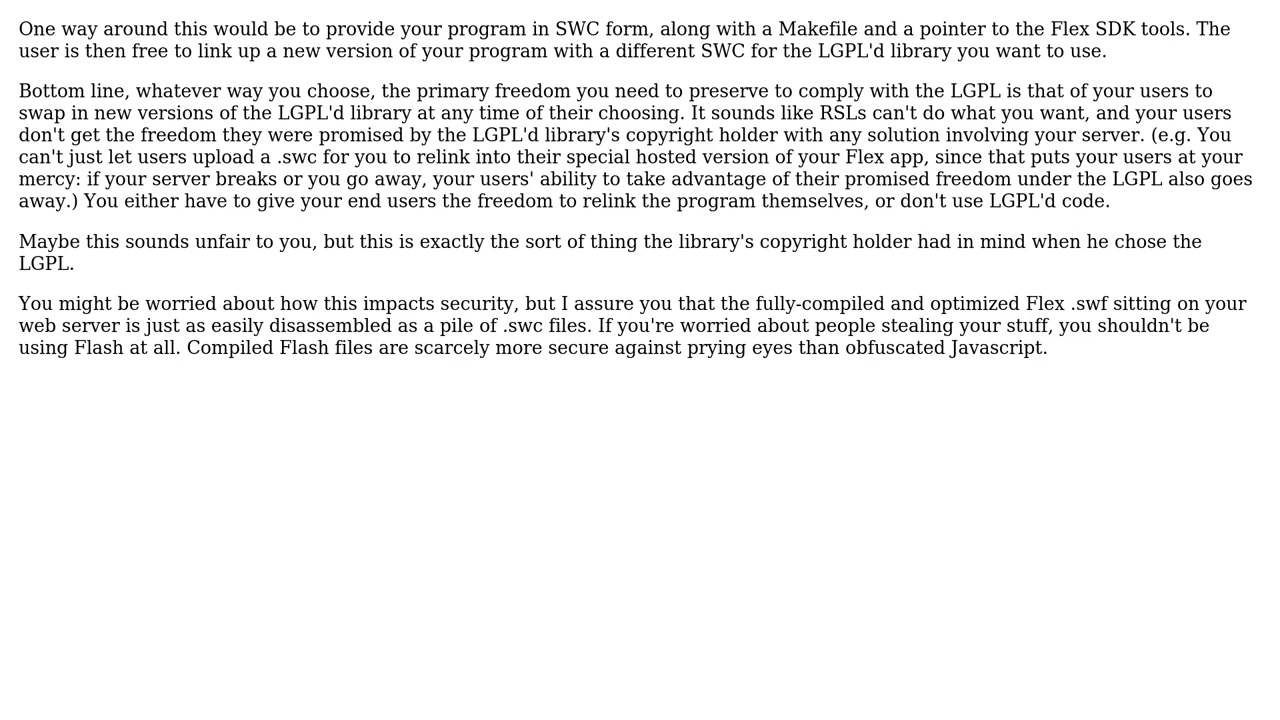 One way around this would be to provide your program in SWC form, along with a Makefile and a pointer to the Flex SDK tools. The
user is then free to link up a new version of your program with a different SWC for the LGPL'd library you want to use.
Bottom line, whatever way you choose, the primary freedom you need to preserve to comply with the LGPL is that of your users to
swap in new versions of the LGPL'd library at any time of their choosing. It sounds like RSLs can't do what you want, and your users
don't get the freedom they were promised by the LGPL'd library's copyright holder with any solution involving your server. (e.g. You
can't just let users upload a .swc for you to relink into their special hosted version of your Flex app, since that puts your users at your
mercy: if your server breaks or you go away, your users' ability to take advantage of their promised freedom under the LGPL also goes
away.) You either have to give your end users the freedom to relink the program themselves, or don't use LGPL'd code.
Maybe this sounds unfair to you, but this is exactly the sort of thing the library's copyright holder had in mind when he chose the
LGPL.
You might be worried about how this impacts security, but I assure you that the fully-compiled and optimized Flex .swf sitting on your
web server is just as easily disassembled as a pile of .swc files. If you're worried about people stealing your stuff, you shouldn't be
using Flash at all. Compiled Flash files are scarcely more secure against prying eyes than obfuscated Javascript.